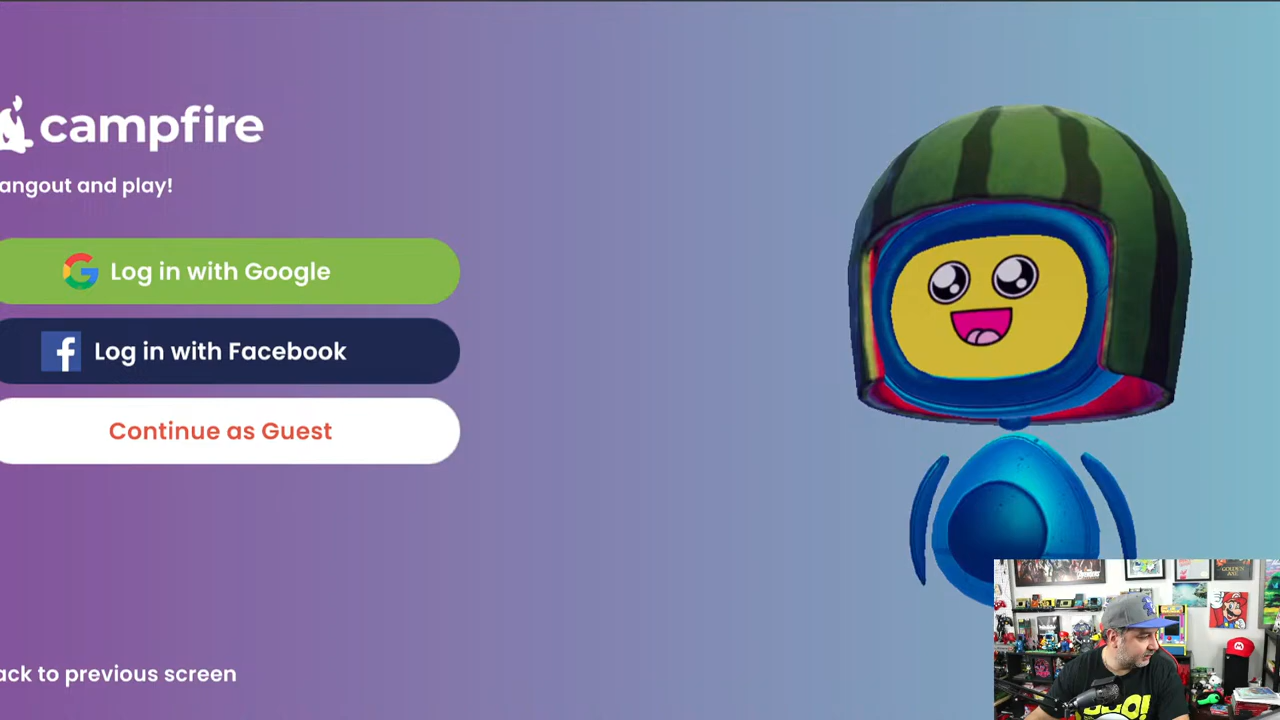 campfire
angout and play!
Log in with Google
Log in with Facebook
Continue as Guest
ack to previous screen